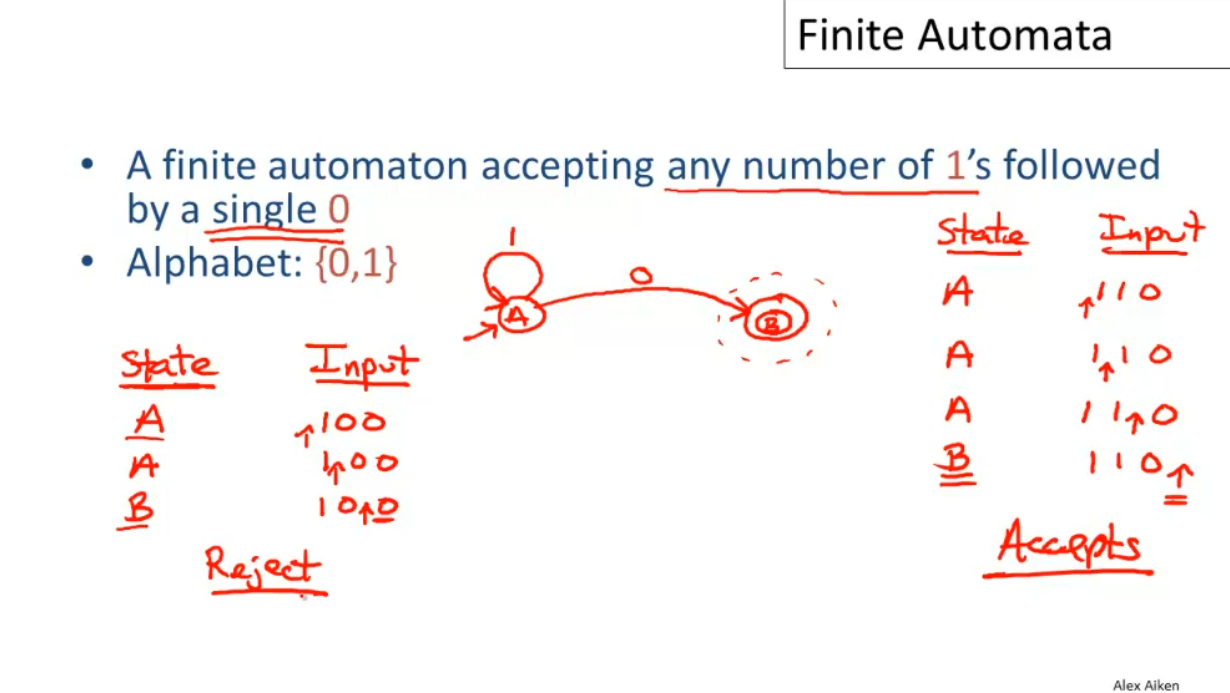 Finite Automata
• A finite automaton accepting any number of 1's followed
by a single 0
• Alphabet: {0,1}
1
0
A
B
State Input
A ↑110
A 1↑10
A 11↑0
B 110↑
Accepts
State Input
A ↑100
A 1↑00
B 10↑0
Reject
Alex Aiken